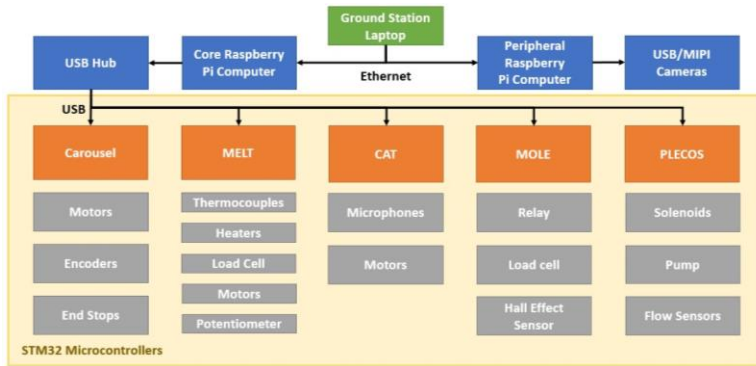 Ground Station
Laptop
USB Hub
Core Raspberry
Pi Computer
Ethernet
Peripheral
Raspberry
Pi Computer
USB/MIPI
Cameras
USB
Carousel
MELT
CAT
MOLE
PLECOS
Motors
Encoders
End Stops
Thermocouples
Heaters
Load Cell
Motors
Potentiometer
Microphones
Motors
Relay
Load cell
Hall Effect
Sensor
Solenoids
Pump
Flow Sensors
STM32 Microcontrollers